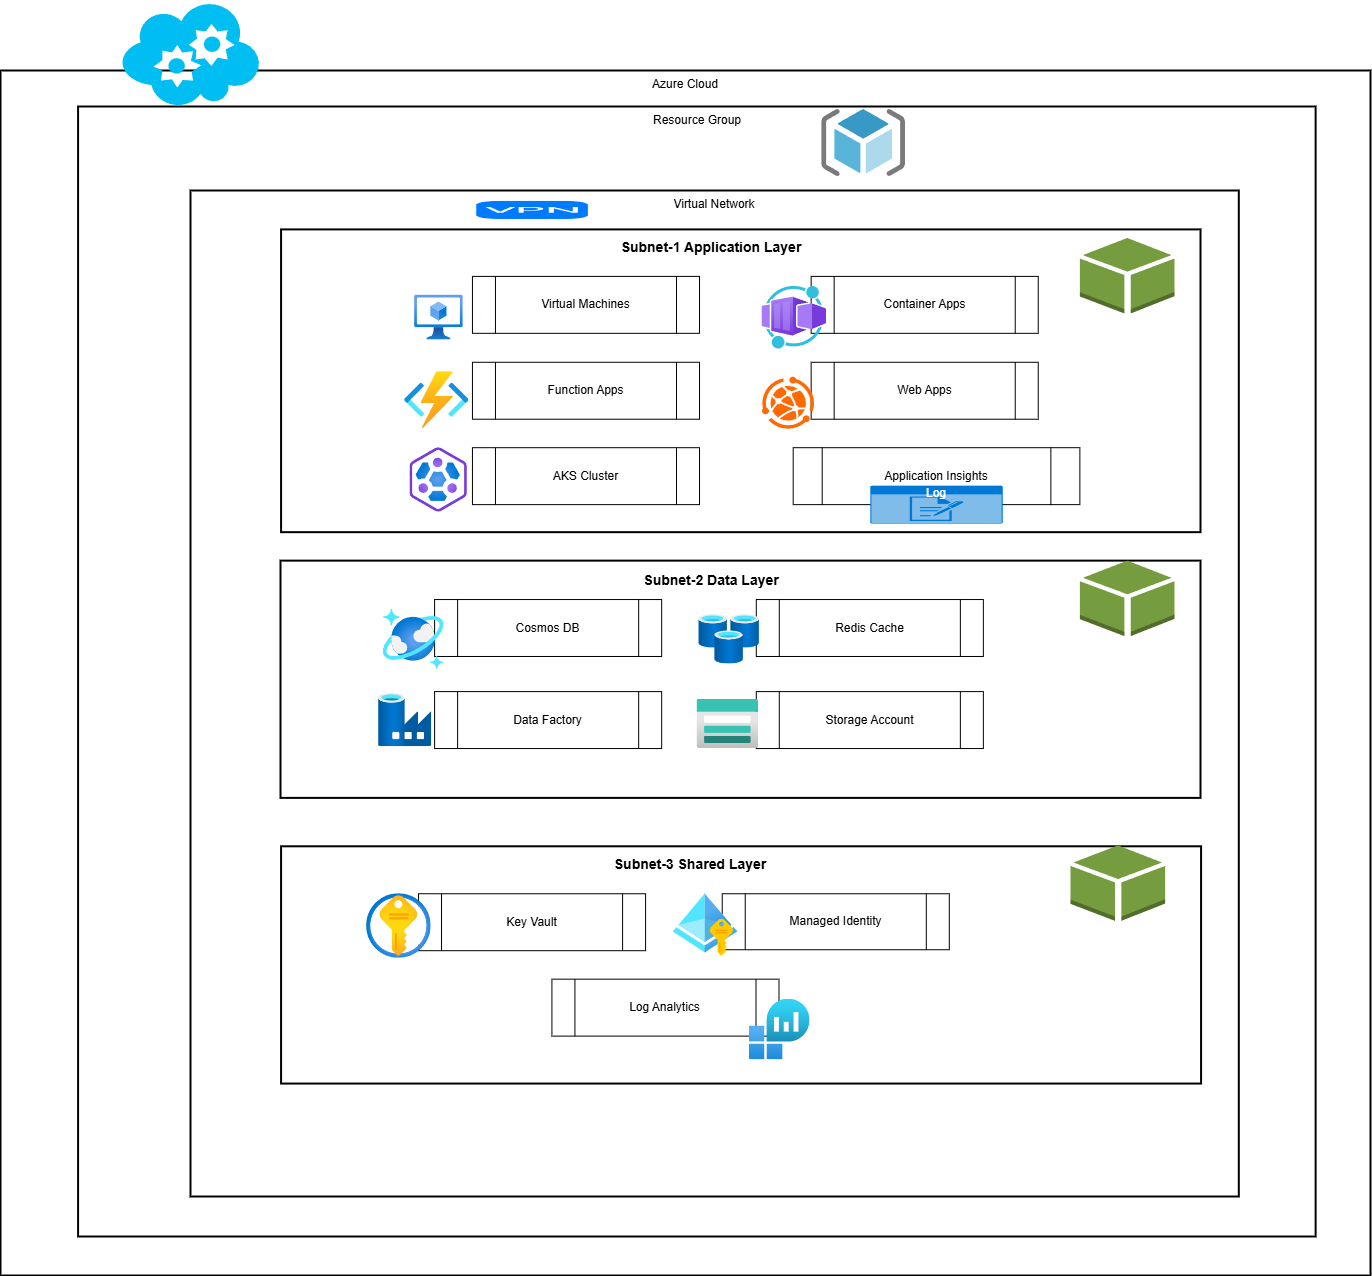 Azure Cloud
Resource Group
Virtual Network
VPN
Subnet-1 Application Layer
Virtual Machines
Container Apps
Function Apps
Web Apps
AKS Cluster
Application Insights
Log
Subnet-2 Data Layer
Cosmos DB
Redis Cache
Data Factory
Storage Account
Subnet-3 Shared Layer
Key Vault
Managed Identity
Log Analytics